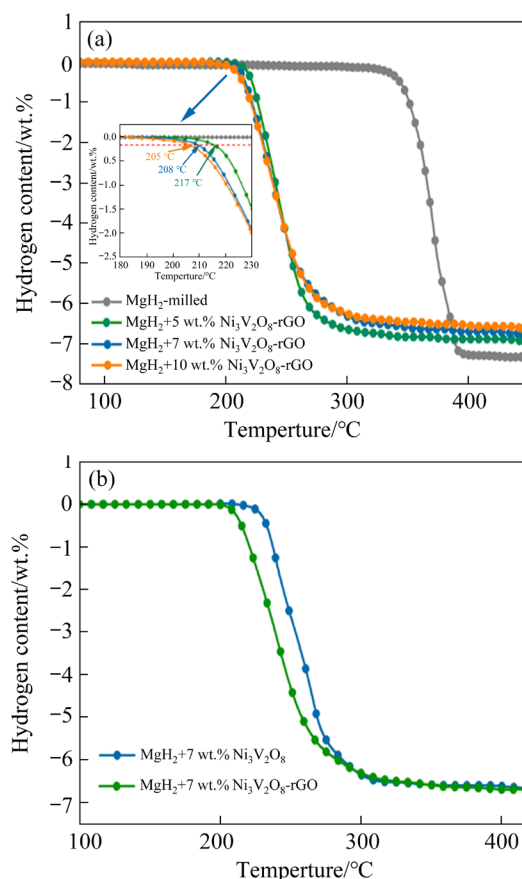 (a)
1
0
−1
−2
−3
−4
−5
−6
−7
−8
Hydrogen content/wt.%
0
−0.5
−1.0
−1.5
−2.0
−2.5
Hydrogen content/wt.%
205 ℃
208 ℃
217 ℃
180 190 200 210 220 230
Temperture/℃
MgH₂-milled
MgH₂+5 wt.% Ni₃V₂O₈-rGO
MgH₂+7 wt.% Ni₃V₂O₈-rGO
MgH₂+10 wt.% Ni₃V₂O₈-rGO
100 200 300 400
Temperture/℃
(b)
1
0
−1
−2
−3
−4
−5
−6
−7
Hydrogen content/wt.%
MgH₂+7 wt.% Ni₃V₂O₈
MgH₂+7 wt.% Ni₃V₂O₈-rGO
100 200 300 400
Temperture/℃